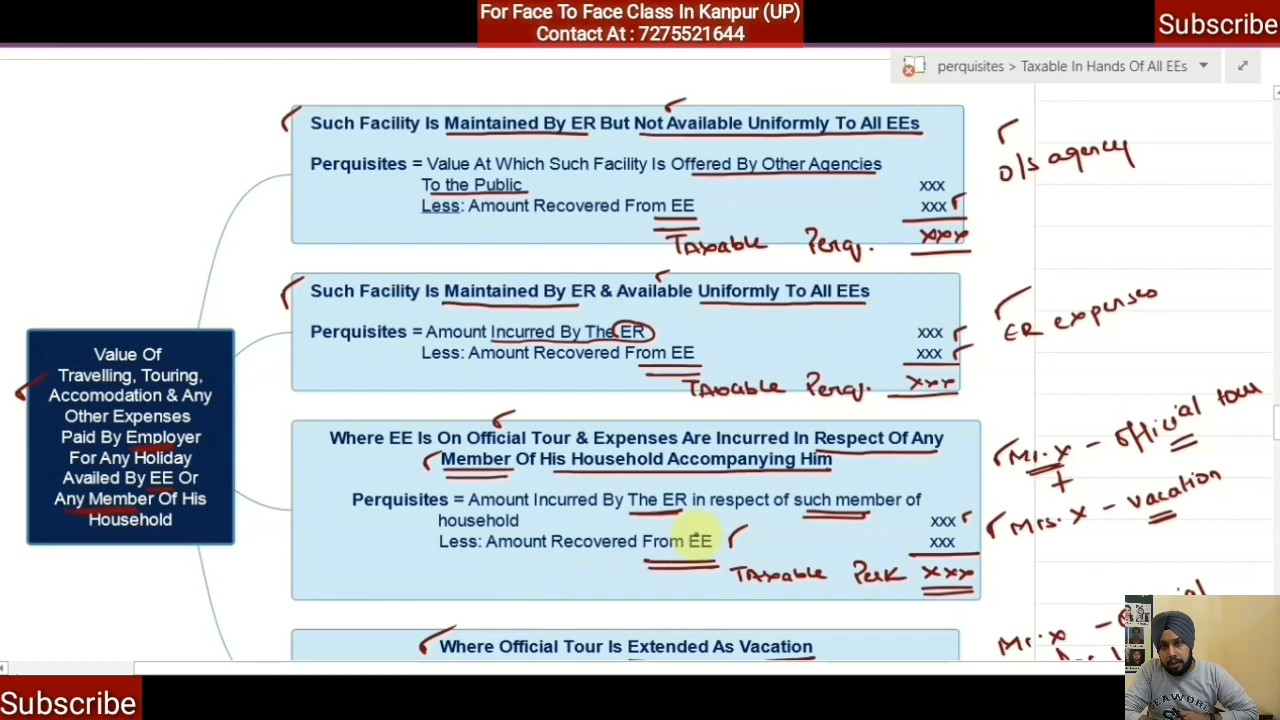 For Face To Face Class In Kanpur (UP)
Contact At : 7275521644
Subscribe
perquisites > Taxable In Hands Of All EEs
Such Facility Is Maintained By ER But Not Available Uniformly To All EEs
Perquisites = Value At Which Such Facility Is Offered By Other Agencies
To the Public xxx
Less: Amount Recovered From EE xxx
Taxable Perq. xxx
o/s agency
Such Facility Is Maintained By ER & Available Uniformly To All EEs
Perquisites = Amount Incurred By The ER xxx
Less: Amount Recovered From EE xxx
Taxable Perq. xxx
ER expenses
Value Of
Travelling, Touring,
Accomodation & Any
Other Expenses
Paid By Employer
For Any Holiday
Availed By EE Or
Any Member Of His
Household
Where EE Is On Official Tour & Expenses Are Incurred In Respect Of Any
Member Of His Household Accompanying Him
Perquisites = Amount Incurred By The ER in respect of such member of
household xxx
Less: Amount Recovered From EE xxx
Taxable Perk xxx
Mr. X - official tour
+
Mrs. X - vacation
Where Official Tour Is Extended As Vacation
Mr. X -
Subscribe